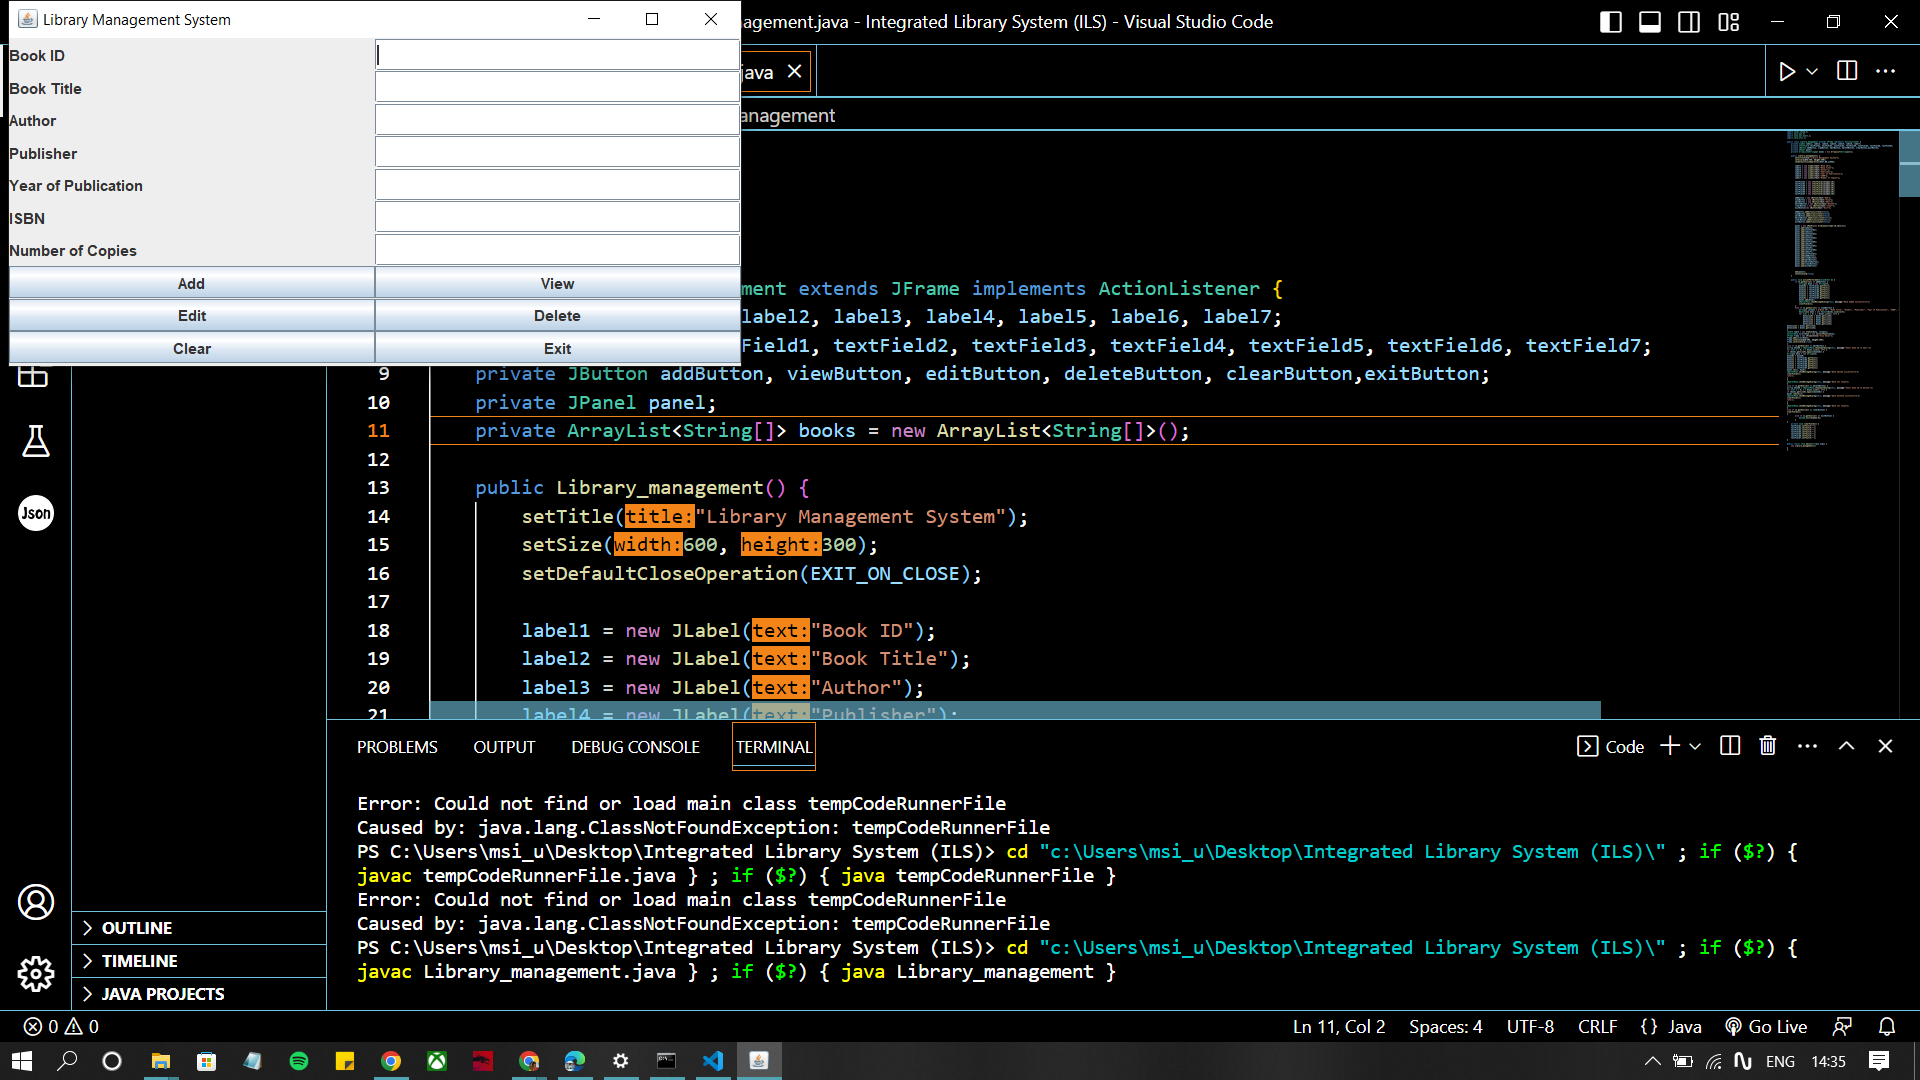 Library Management System
Book ID
Book Title
Author
Publisher
Year of Publication
ISBN
Number of Copies
Add View
Edit Delete
Clear Exit
agement.java - Integrated Library System (ILS) - Visual Studio Code
java
anagement
ment extends JFrame implements ActionListener {
label2, label3, label4, label5, label6, label7;
Field1, textField2, textField3, textField4, textField5, textField6, textField7;
9 private JButton addButton, viewButton, editButton, deleteButton, clearButton,exitButton;
10 private JPanel panel;
11 private ArrayList<String[]> books = new ArrayList<String[]>();
12
13 public Library_management() {
14 setTitle(title:"Library Management System");
15 setSize(width:600, height:300);
16 setDefaultCloseOperation(EXIT_ON_CLOSE);
17
18 label1 = new JLabel(text:"Book ID");
19 label2 = new JLabel(text:"Book Title");
20 label3 = new JLabel(text:"Author");
21 label4 = new JLabel(text:"Publisher");
Json
OUTLINE
TIMELINE
JAVA PROJECTS
PROBLEMS OUTPUT DEBUG CONSOLE TERMINAL Code
Error: Could not find or load main class tempCodeRunnerFile
Caused by: java.lang.ClassNotFoundException: tempCodeRunnerFile
PS C:\Users\msi_u\Desktop\Integrated Library System (ILS)> cd "c:\Users\msi_u\Desktop\Integrated Library System (ILS)\" ; if ($?) {
javac tempCodeRunnerFile.java } ; if ($?) { java tempCodeRunnerFile }
Error: Could not find or load main class tempCodeRunnerFile
Caused by: java.lang.ClassNotFoundException: tempCodeRunnerFile
PS C:\Users\msi_u\Desktop\Integrated Library System (ILS)> cd "c:\Users\msi_u\Desktop\Integrated Library System (ILS)\" ; if ($?) {
javac Library_management.java } ; if ($?) { java Library_management }
0 0 Ln 11, Col 2 Spaces: 4 UTF-8 CRLF {} Java Go Live
ENG 14:35